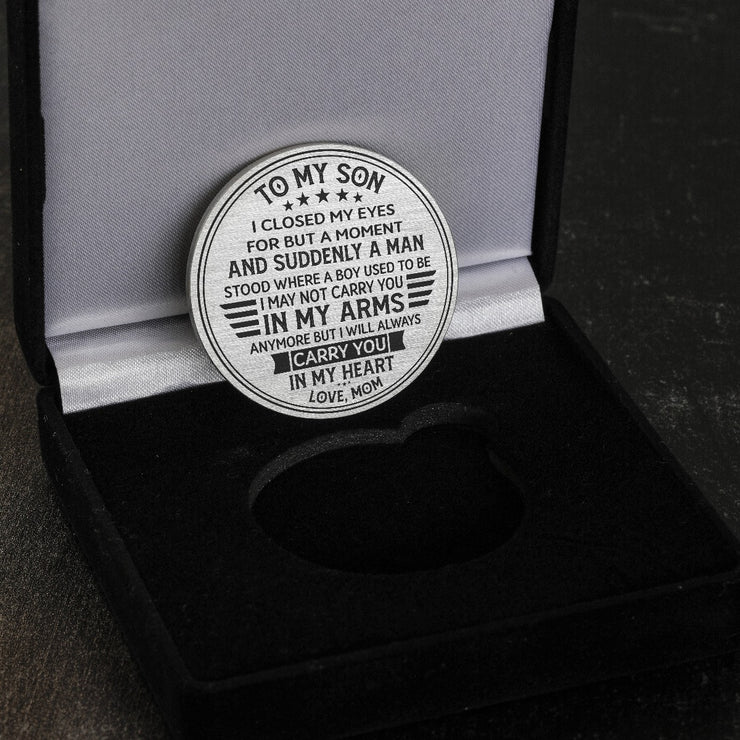 TO MY SON
I CLOSED MY EYES
FOR BUT A MOMENT
AND SUDDENLY A MAN
STOOD WHERE A BOY USED TO BE
I MAY NOT CARRY YOU
IN MY ARMS
ANYMORE BUT I WILL ALWAYS
CARRY YOU
IN MY HEART
LOVE, MOM